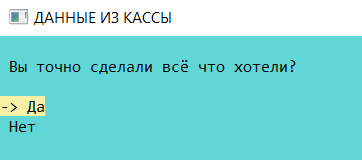 ДАННЫЕ ИЗ КАССЫ
Вы точно сделали всё что хотели?
-> Да
Нет